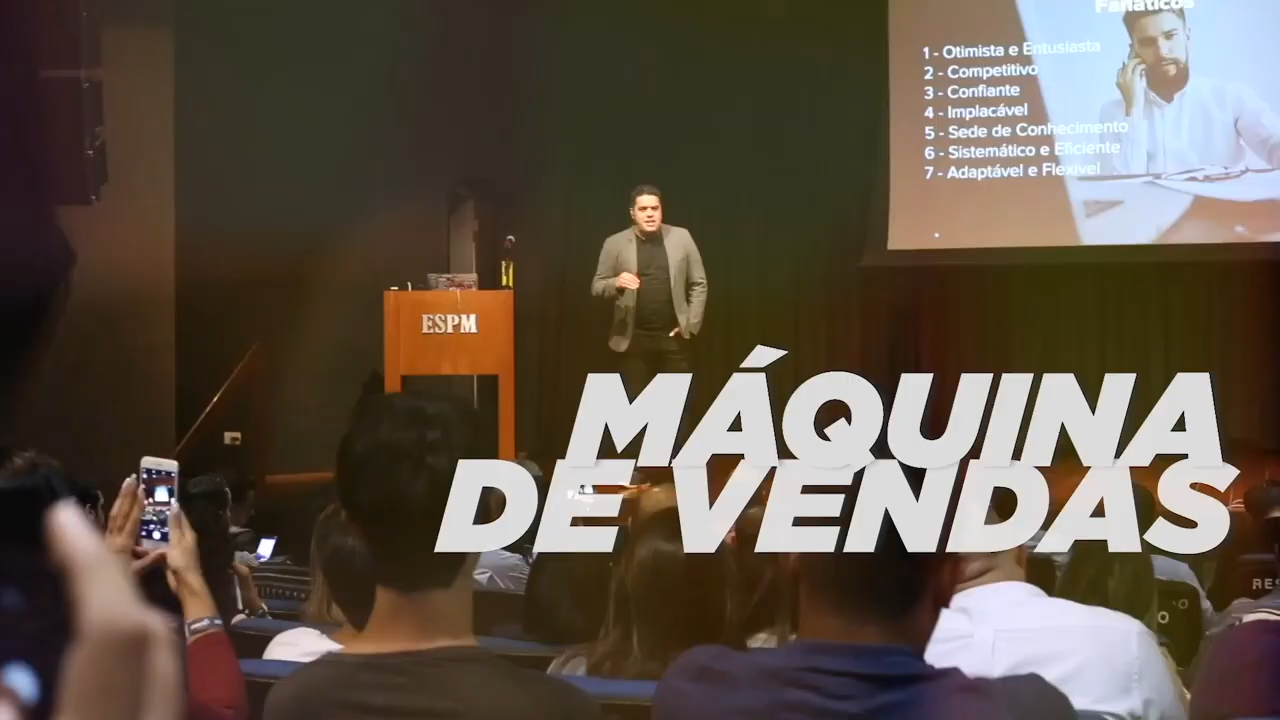 Fanáticos
1 - Otimista e Entusiasta
2 - Competitivo
3 - Confiante
4 - Implacável
5 - Sede de Conhecimento
6 - Sistemático e Eficiente
7 - Adaptável e Flexível
ESPM
MÁQUINA
DE VENDAS